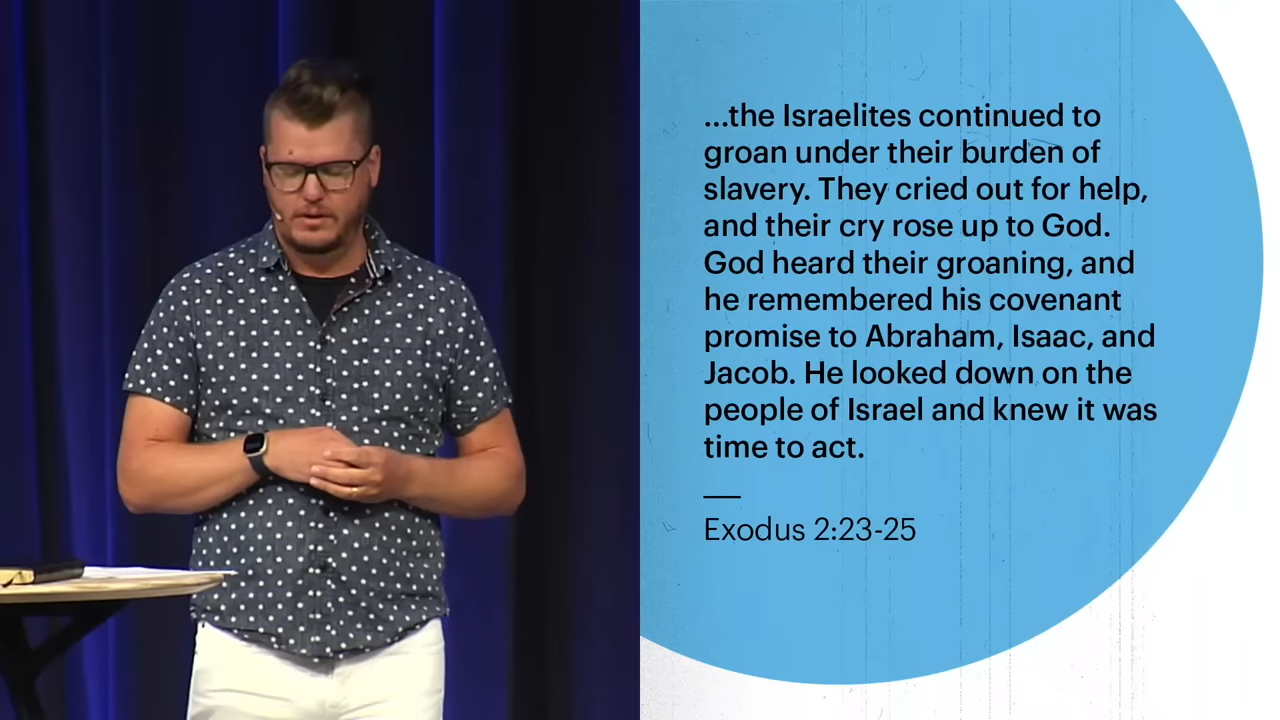 ...the Israelites continued to
groan under their burden of
slavery. They cried out for help,
and their cry rose up to God.
God heard their groaning, and
he remembered his covenant
promise to Abraham, Isaac, and
Jacob. He looked down on the
people of Israel and knew it was
time to act.
Exodus 2:23-25